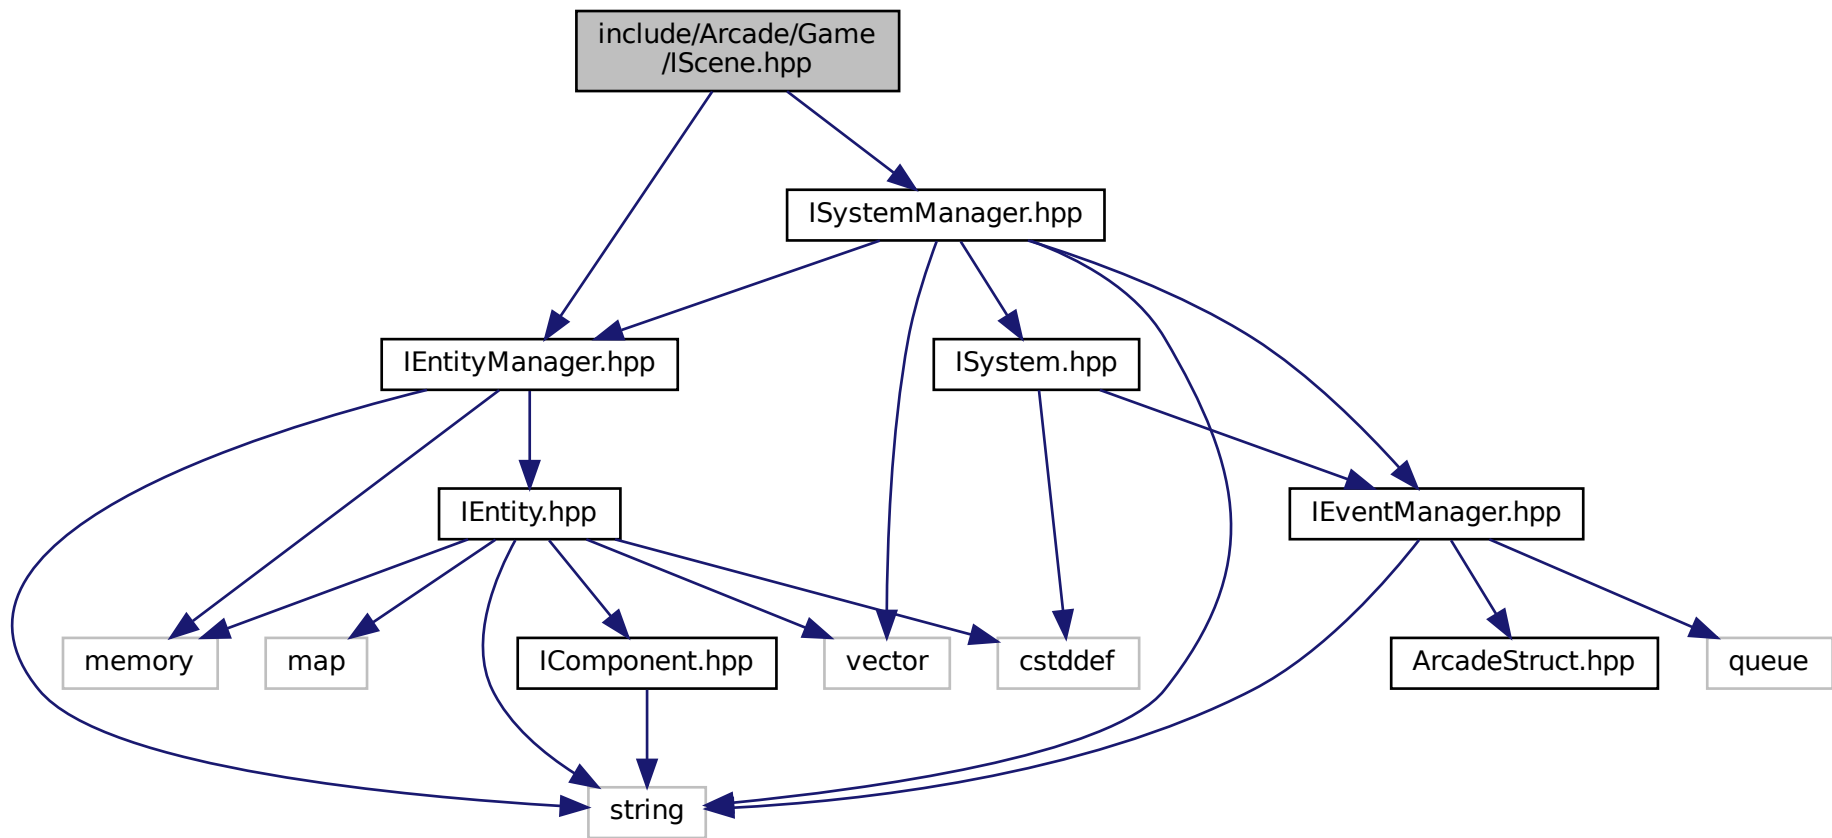 include/Arcade/Game
/IScene.hpp
ISystemManager.hpp
IEntityManager.hpp
ISystem.hpp
IEntity.hpp
IEventManager.hpp
memory
map
IComponent.hpp
vector
cstddef
ArcadeStruct.hpp
queue
string